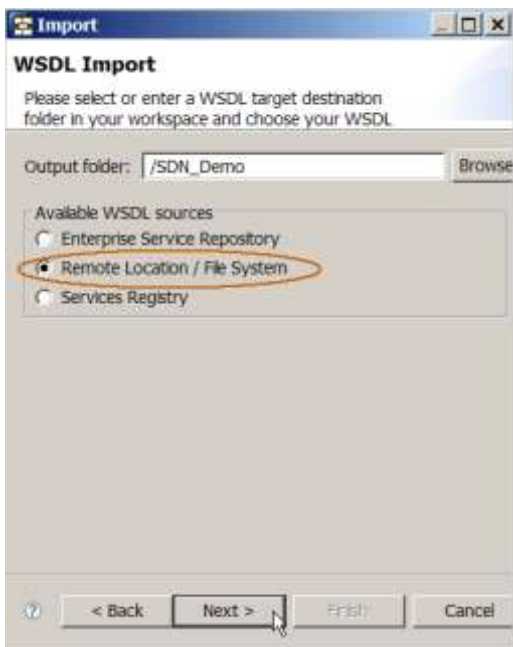 Import
WSDL Import
Please select or enter a WSDL target destination
folder in your workspace and choose your WSDL
Output folder: /SDN_Demo Browse
Available WSDL sources
Enterprise Service Repository
Remote Location / File System
Services Registry
< Back Next > Finish Cancel